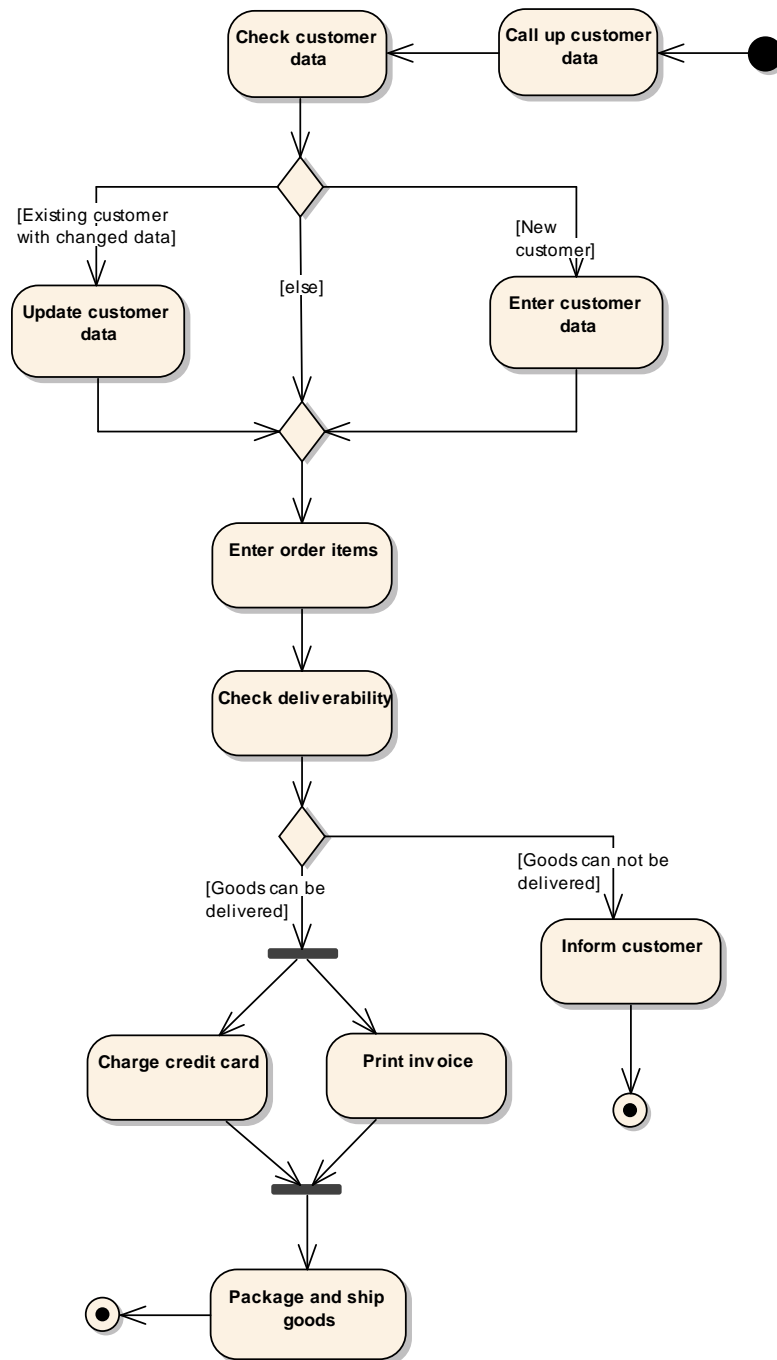 Check customer
data
Call up customer
data
[Existing customer
with changed data]
[New
customer]
[else]
Update customer
data
Enter customer
data
Enter order items
Check deliverability
[Goods can be
delivered]
[Goods can not be
delivered]
Inform customer
Charge credit card
Print invoice
Package and ship
goods